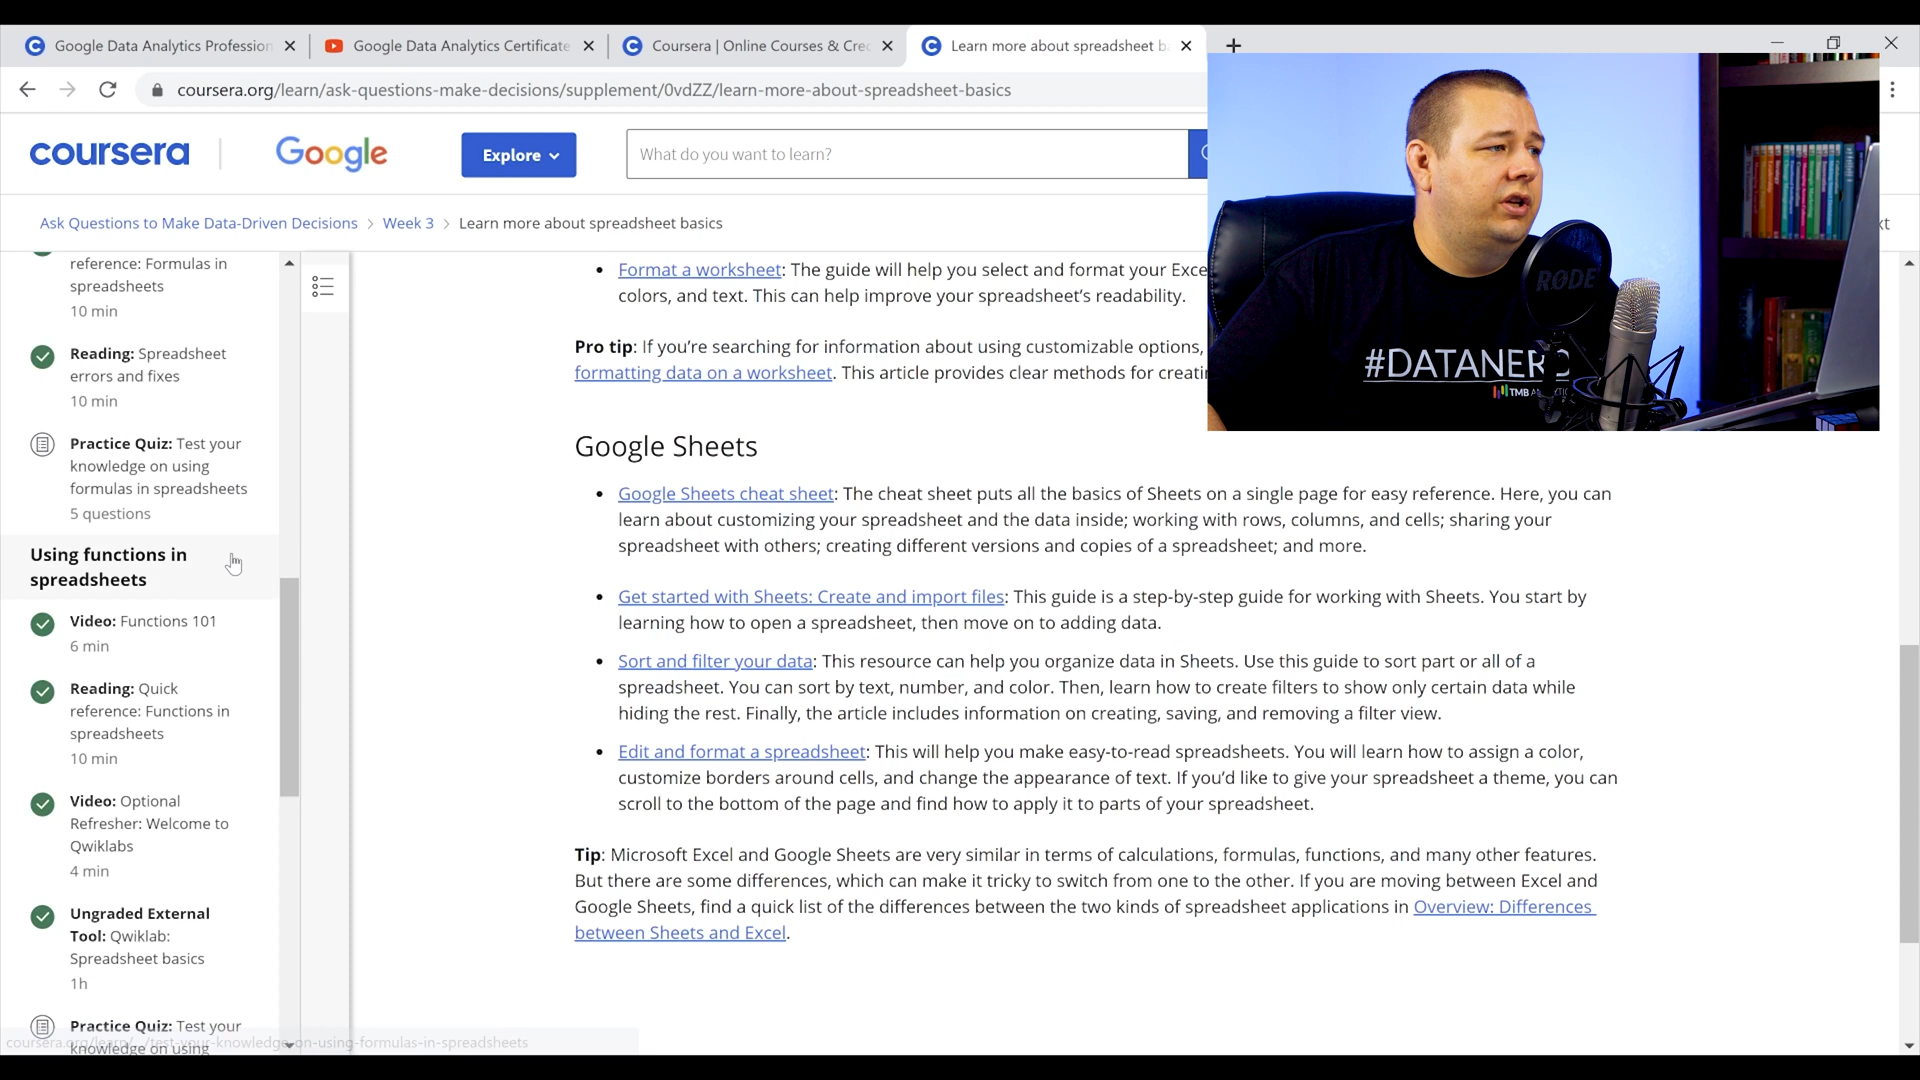 Google Data Analytics Profession
Google Data Analytics Certificate
Coursera | Online Courses & Cre
Learn more about spreadsheet b
coursera.org/learn/ask-questions-make-decisions/supplement/0vdZZ/learn-more-about-spreadsheet-basics
coursera
Google
Explore
What do you want to learn?
Ask Questions to Make Data-Driven Decisions > Week 3 > Learn more about spreadsheet basics
xt
reference: Formulas in
spreadsheets
10 min
Reading: Spreadsheet
errors and fixes
10 min
Practice Quiz: Test your
knowledge on using
formulas in spreadsheets
5 questions
Using functions in
spreadsheets
Video: Functions 101
6 min
Reading: Quick
reference: Functions in
spreadsheets
10 min
Video: Optional
Refresher: Welcome to
Qwiklabs
4 min
Ungraded External
Tool: Qwiklab:
Spreadsheet basics
1h
Practice Quiz: Test your
knowledge on using
coursera.org/learn/.../test-your-knowledge-on-using-formulas-in-spreadsheets
• Format a worksheet: The guide will help you select and format your Exce
colors, and text. This can help improve your spreadsheet's readability.
Pro tip: If you're searching for information about using customizable options,
formatting data on a worksheet. This article provides clear methods for creati
Google Sheets
• Google Sheets cheat sheet: The cheat sheet puts all the basics of Sheets on a single page for easy reference. Here, you can
learn about customizing your spreadsheet and the data inside; working with rows, columns, and cells; sharing your
spreadsheet with others; creating different versions and copies of a spreadsheet; and more.
• Get started with Sheets: Create and import files: This guide is a step-by-step guide for working with Sheets. You start by
learning how to open a spreadsheet, then move on to adding data.
• Sort and filter your data: This resource can help you organize data in Sheets. Use this guide to sort part or all of a
spreadsheet. You can sort by text, number, and color. Then, learn how to create filters to show only certain data while
hiding the rest. Finally, the article includes information on creating, saving, and removing a filter view.
• Edit and format a spreadsheet: This will help you make easy-to-read spreadsheets. You will learn how to assign a color,
customize borders around cells, and change the appearance of text. If you'd like to give your spreadsheet a theme, you can
scroll to the bottom of the page and find how to apply it to parts of your spreadsheet.
Tip: Microsoft Excel and Google Sheets are very similar in terms of calculations, formulas, functions, and many other features.
But there are some differences, which can make it tricky to switch from one to the other. If you are moving between Excel and
Google Sheets, find a quick list of the differences between the two kinds of spreadsheet applications in Overview: Differences
between Sheets and Excel.
RØDE
#DATANER
TMB